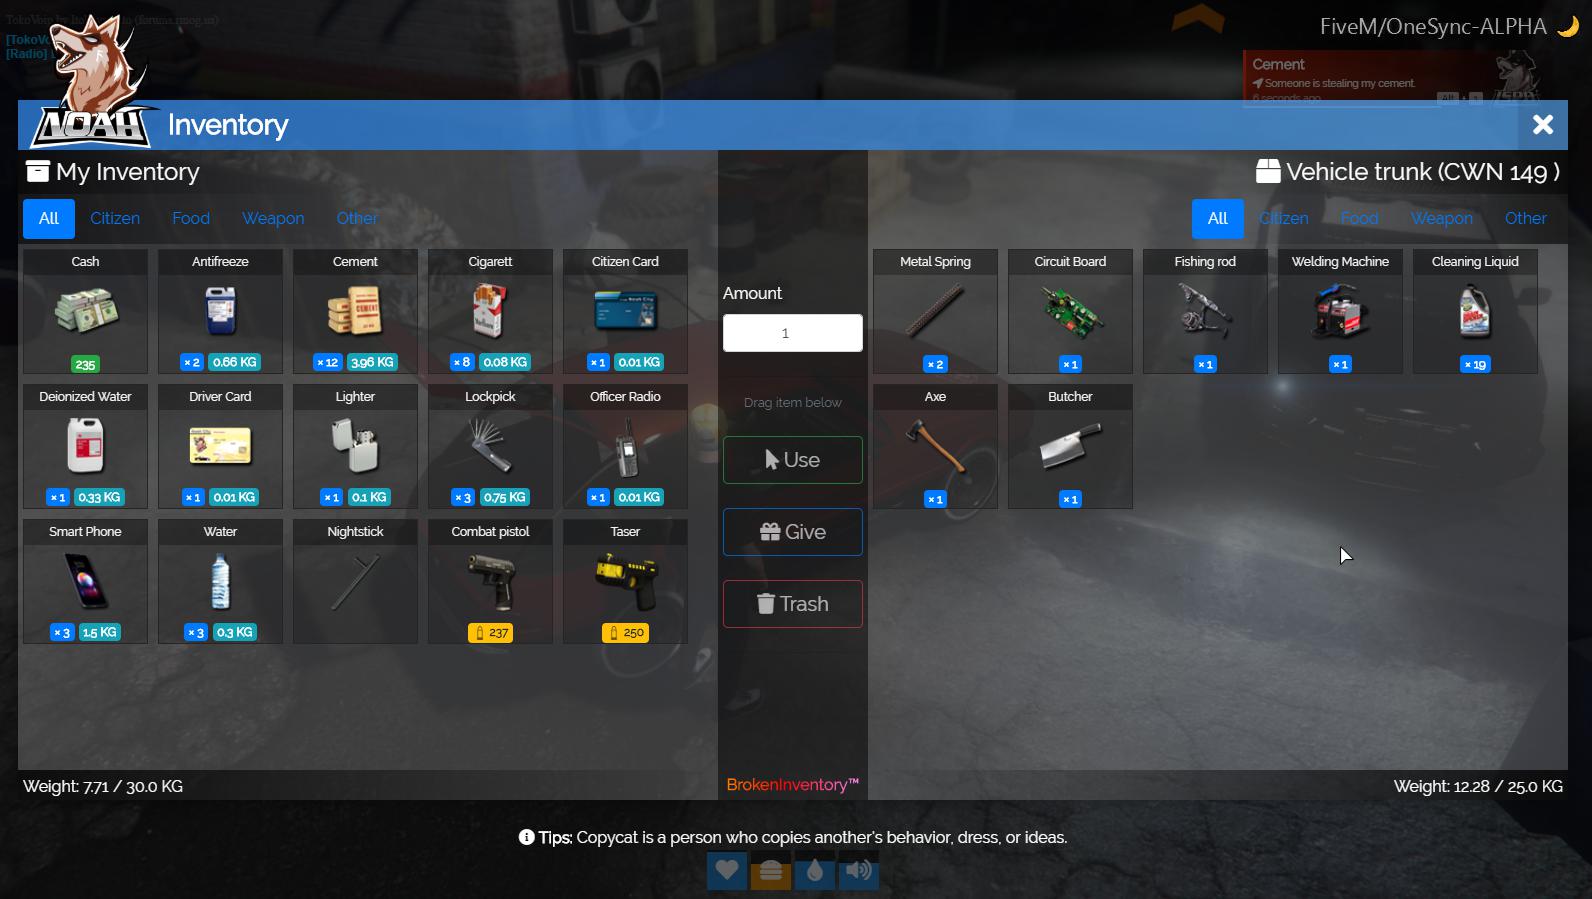 FiveM/OneSync-ALPHA
Cement
Someone is stealing my cement.
6 seconds ago
NOAH
Inventory
My Inventory
Vehicle trunk (CWN 149 )
All Citizen Food Weapon Other
All Citizen Food Weapon Other
Cash Antifreeze Cement Cigarett Citizen Card
235 × 2 0.66 KG × 12 3.96 KG × 8 0.08 KG × 1 0.01 KG
Deionized Water Driver Card Lighter Lockpick Officer Radio
× 1 0.33 KG × 1 0.01 KG × 1 0.1 KG × 3 0.75 KG × 1 0.01 KG
Smart Phone Water Nightstick Combat pistol Taser
× 3 1.5 KG × 3 0.3 KG 237 250
Weight: 7.71 / 30.0 KG
Amount
1
Drag item below
Use
Give
Trash
BrokenInventory™
Metal Spring Circuit Board Fishing rod Welding Machine Cleaning Liquid
× 2 × 1 × 1 × 1 × 19
Axe Butcher
× 1 × 1
Weight: 12.28 / 25.0 KG
Tips: Copycat is a person who copies another's behavior, dress, or ideas.